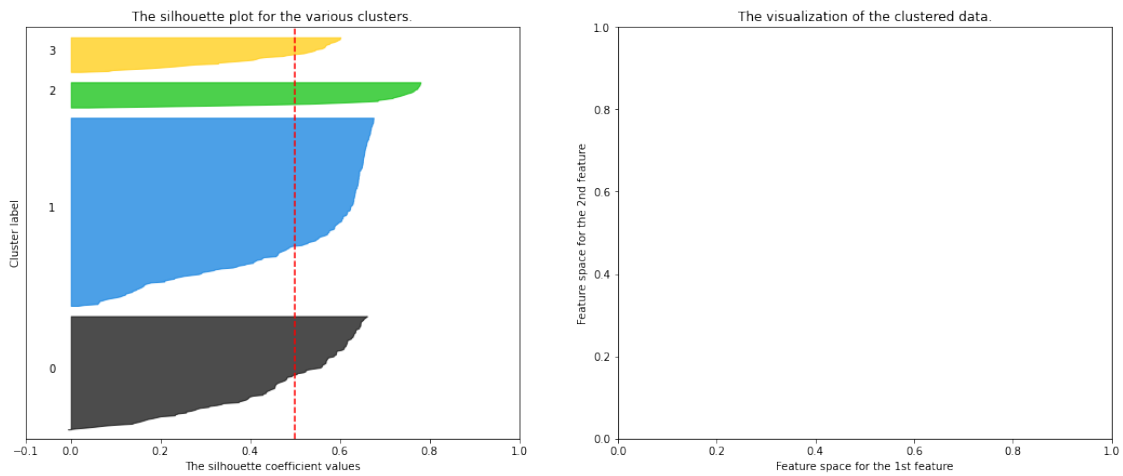 The silhouette plot for the various clusters.
3
2
1
0
Cluster label
−0.1 0.0 0.2 0.4 0.6 0.8 1.0
The silhouette coefficient values
The visualization of the clustered data.
1.0
0.8
0.6
0.4
0.2
0.0
Feature space for the 2nd feature
0.0 0.2 0.4 0.6 0.8 1.0
Feature space for the 1st feature